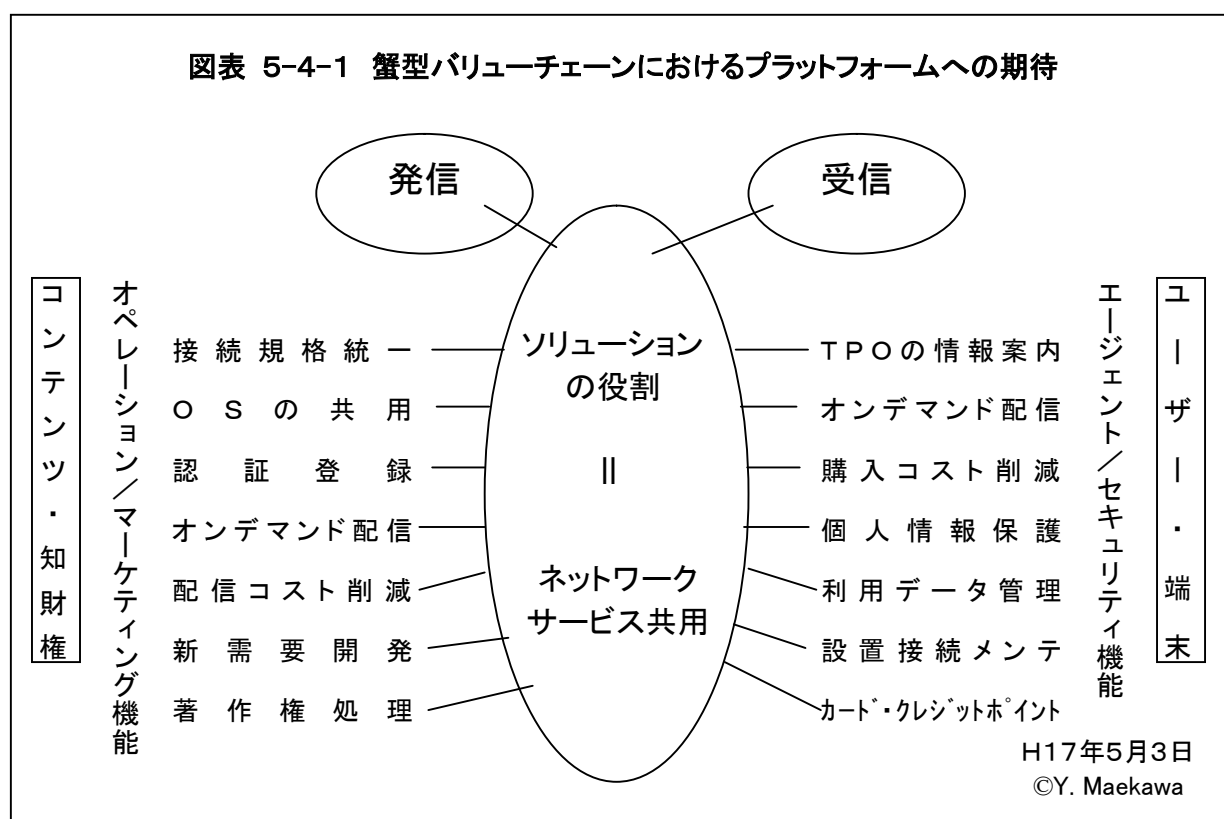 図表 5-4-1 蟹型バリューチェーンにおけるプラットフォームへの期待
発信
受信
コンテンツ・知財権
オペレーション/マーケティング機能
接続規格統一
OSの共用
認証登録
オンデマンド配信
配信コスト削減
新需要開発
著作権処理
ソリューション
の役割
=
ネットワーク
サービス共用
TPOの情報案内
オンデマンド配信
購入コスト削減
個人情報保護
利用データ管理
設置接続メンテ
カード・クレジットポイント
エージェント/セキュリティ機能
ユーザー・端末
H17年5月3日
©Y. Maekawa